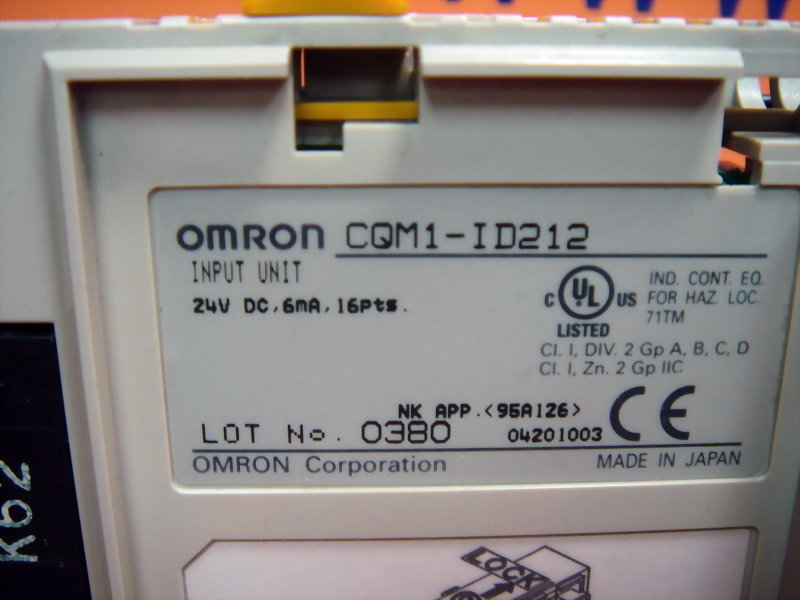 OMRON CQM1-ID212
INPUT UNIT
24V DC, 6mA, 16pts.
C UL US
LISTED
IND. CONT. EQ.
FOR HAZ. LOC.
71TM
Cl. I, DIV. 2 Gp A, B, C, D
Cl. I, Zn. 2 Gp IIC
NK APP.<95A126>
LOT No. 0380 04201003 CE
OMRON Corporation MADE IN JAPAN
K62
LOCK